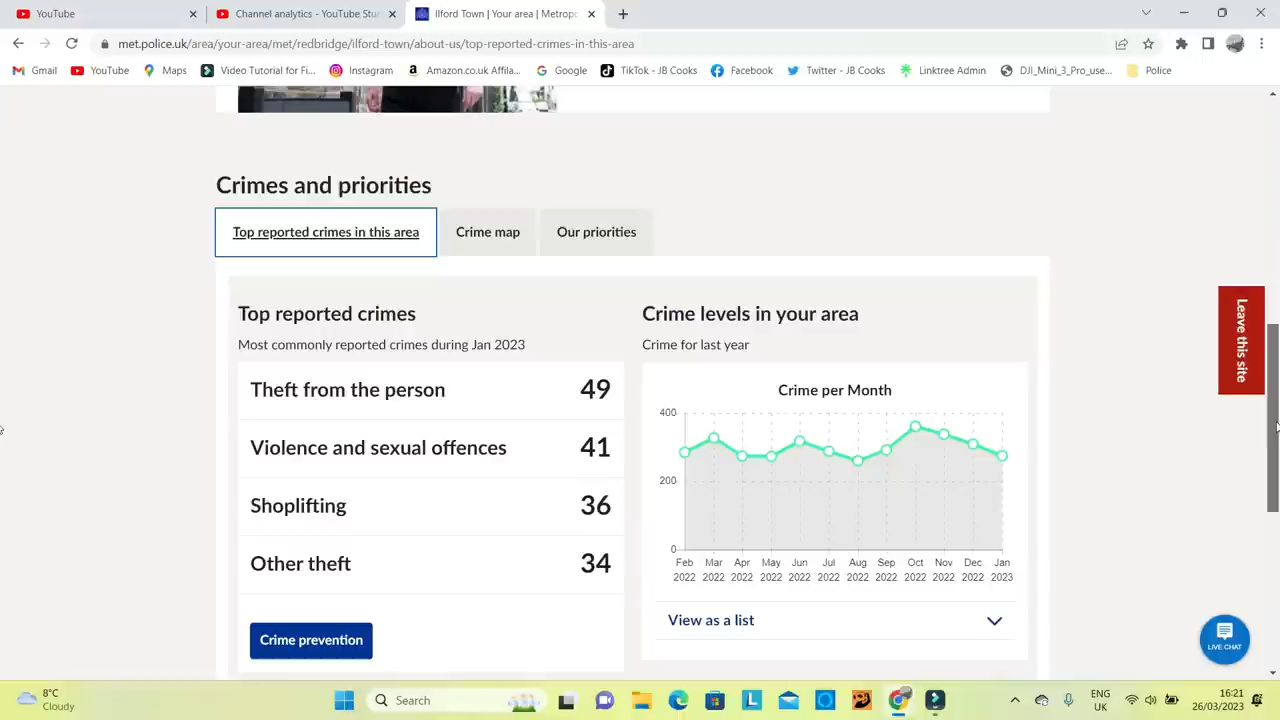 YouTube
Channel analytics - YouTube Stu
Ilford Town | Your area | Metropo
met.police.uk/area/your-area/met/redbridge/ilford-town/about-us/top-reported-crimes-in-this-area
Gmail
YouTube
Maps
Video Tutorial for Fi...
Instagram
Amazon.co.uk Affila...
Google
TikTok - JB Cooks
Facebook
Twitter - JB Cooks
Linktree Admin
DJI_Mini_3_Pro_use...
Police
Crimes and priorities
Top reported crimes in this area
Crime map
Our priorities
Leave this site
Top reported crimes
Most commonly reported crimes during Jan 2023
Theft from the person 49
Violence and sexual offences 41
Shoplifting 36
Other theft 34
Crime prevention
Crime levels in your area
Crime for last year
Crime per Month
400
200
0
Feb Mar Apr May Jun Jul Aug Sep Oct Nov Dec Jan
2022 2022 2022 2022 2022 2022 2022 2022 2022 2022 2022 2023
View as a list
LIVE CHAT
8°C
Cloudy
Search
ENG
UK
16:21
26/03/2023